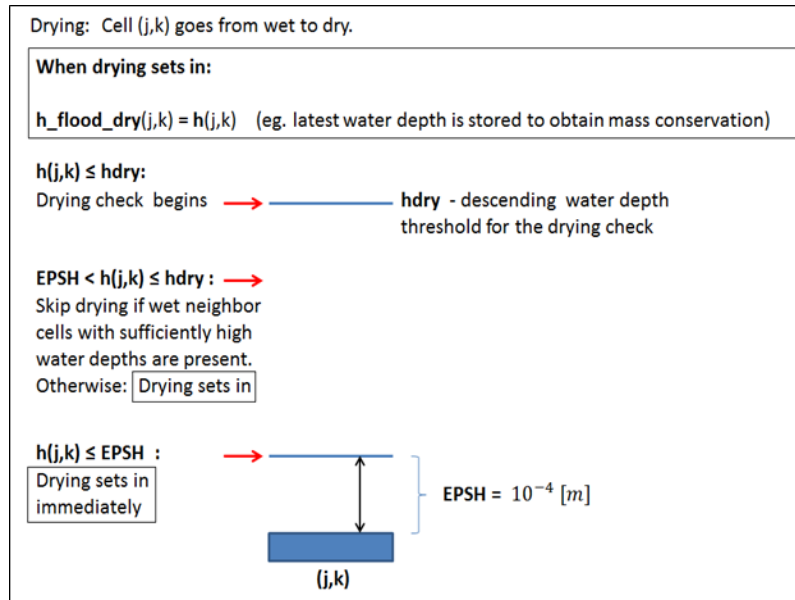 Drying: Cell (j,k) goes from wet to dry.
When drying sets in:
h_flood_dry(j,k) = h(j,k) (eg. latest water depth is stored to obtain mass conservation)
h(j,k) ≤ hdry:
Drying check begins
hdry - descending water depth
threshold for the drying check
EPSH < h(j,k) ≤ hdry :
Skip drying if wet neighbor
cells with sufficiently high
water depths are present.
Otherwise: Drying sets in
h(j,k) ≤ EPSH :
Drying sets in
immediately
EPSH = 10⁻⁴ [m]
(j,k)